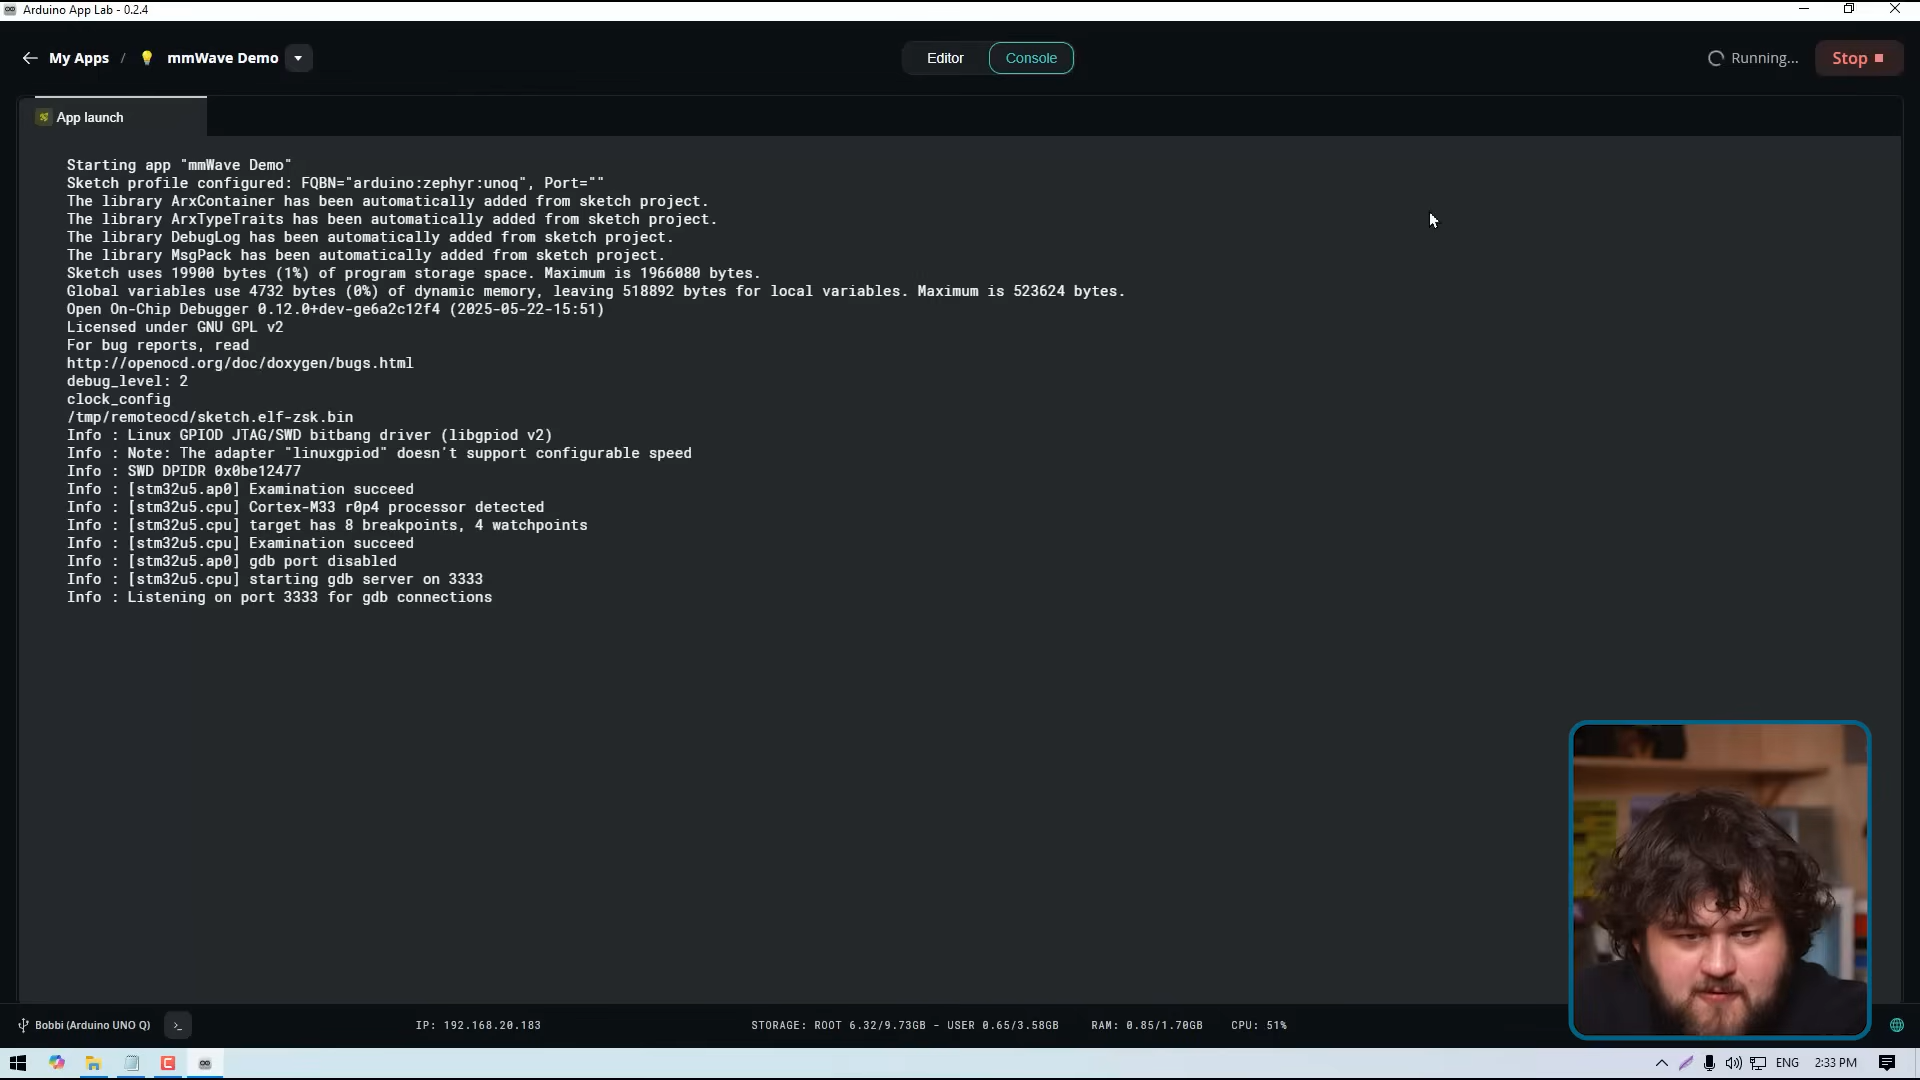 Arduino App Lab - 0.2.4
My Apps / mmWave Demo
Editor
Console
Running...
Stop
App launch
Starting app "mmWave Demo"
Sketch profile configured: FQBN="arduino:zephyr:unoq", Port=""
The library ArxContainer has been automatically added from sketch project.
The library ArxTypeTraits has been automatically added from sketch project.
The library DebugLog has been automatically added from sketch project.
The library MsgPack has been automatically added from sketch project.
Sketch uses 19900 bytes (1%) of program storage space. Maximum is 1966080 bytes.
Global variables use 4732 bytes (0%) of dynamic memory, leaving 518892 bytes for local variables. Maximum is 523624 bytes.
Open On-Chip Debugger 0.12.0+dev-ge6a2c12f4 (2025-05-22-15:51)
Licensed under GNU GPL v2
For bug reports, read
http://openocd.org/doc/doxygen/bugs.html
debug_level: 2
clock_config
/tmp/remoteocd/sketch.elf-zsk.bin
Info : Linux GPIOD JTAG/SWD bitbang driver (libgpiod v2)
Info : Note: The adapter "linuxgpiod" doesn't support configurable speed
Info : SWD DPIDR 0x0be12477
Info : [stm32u5.ap0] Examination succeed
Info : [stm32u5.cpu] Cortex-M33 r0p4 processor detected
Info : [stm32u5.cpu] target has 8 breakpoints, 4 watchpoints
Info : [stm32u5.cpu] Examination succeed
Info : [stm32u5.ap0] gdb port disabled
Info : [stm32u5.cpu] starting gdb server on 3333
Info : Listening on port 3333 for gdb connections
Bobbi (Arduino UNO Q)
IP: 192.168.20.183
STORAGE: ROOT 6.32/9.73GB - USER 0.65/3.58GB
RAM: 0.85/1.70GB
CPU: 51%
ENG
2:33 PM